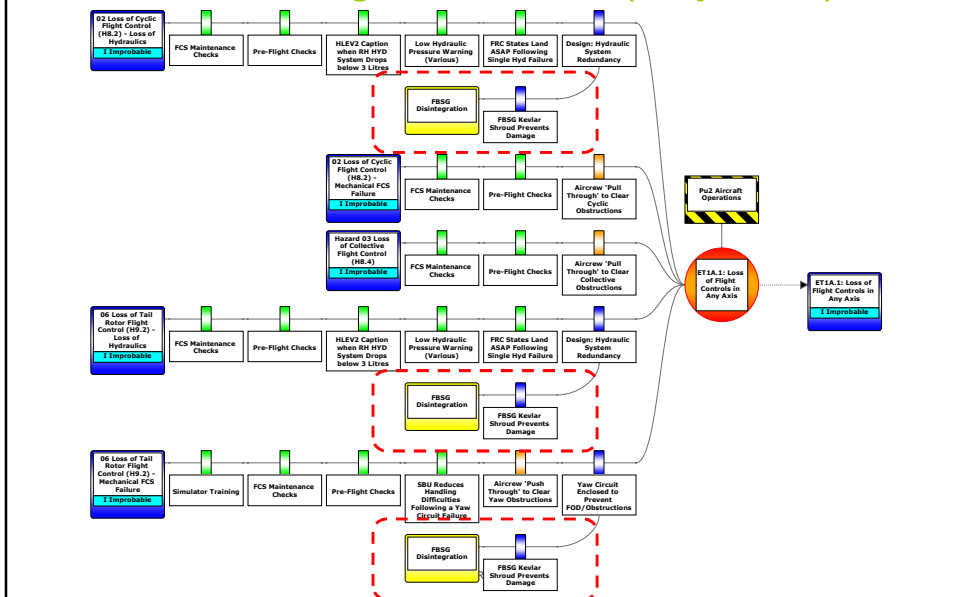 02 Loss of Cyclic
Flight Control
(H8.2) - Loss of
Hydraulics
I Improbable
FCS Maintenance
Checks
Pre-Flight Checks
HLEV2 Caption
when RH HYD
System Drops
below 3 Litres
Low Hydraulic
Pressure Warning
(Various)
FRC States Land
ASAP Following
Single Hyd Failure
Design: Hydraulic
System
Redundancy
FBSG
Disintegration
FBSG Kevlar
Shroud Prevents
Damage
02 Loss of Cyclic
Flight Control
(H8.2) -
Mechanical FCS
Failure
I Improbable
FCS Maintenance
Checks
Pre-Flight Checks
Aircrew 'Pull
Through' to Clear
Cyclic
Obstructions
Pu2 Aircraft
Operations
Hazard 03 Loss
of Collective
Flight Control
(H8.4)
I Improbable
FCS Maintenance
Checks
Pre-Flight Checks
Aircrew 'Pull
Through' to Clear
Collective
Obstructions
ET1A.1: Loss
of Flight
Controls in
Any Axis
ET1A.1: Loss of
Flight Controls in
Any Axis
I Improbable
06 Loss of Tail
Rotor Flight
Control (H9.2) -
Loss of
Hydraulics
I Improbable
FCS Maintenance
Checks
Pre-Flight Checks
HLEV2 Caption
when RH HYD
System Drops
below 3 Litres
Low Hydraulic
Pressure Warning
(Various)
FRC States Land
ASAP Following
Single Hyd Failure
Design: Hydraulic
System
Redundancy
FBSG
Disintegration
FBSG Kevlar
Shroud Prevents
Damage
06 Loss of Tail
Rotor Flight
Control (H9.2) -
Mechanical FCS
Failure
I Improbable
Simulator Training
FCS Maintenance
Checks
Pre-Flight Checks
SBU Reduces
Handling
Difficulties
Following a Yaw
Circuit Failure
Aircrew 'Push
Through' to Clear
Yaw Obstructions
Yaw Circuit
Enclosed to
Prevent
FOD/Obstructions
FBSG
Disintegration
FBSG Kevlar
Shroud Prevents
Damage